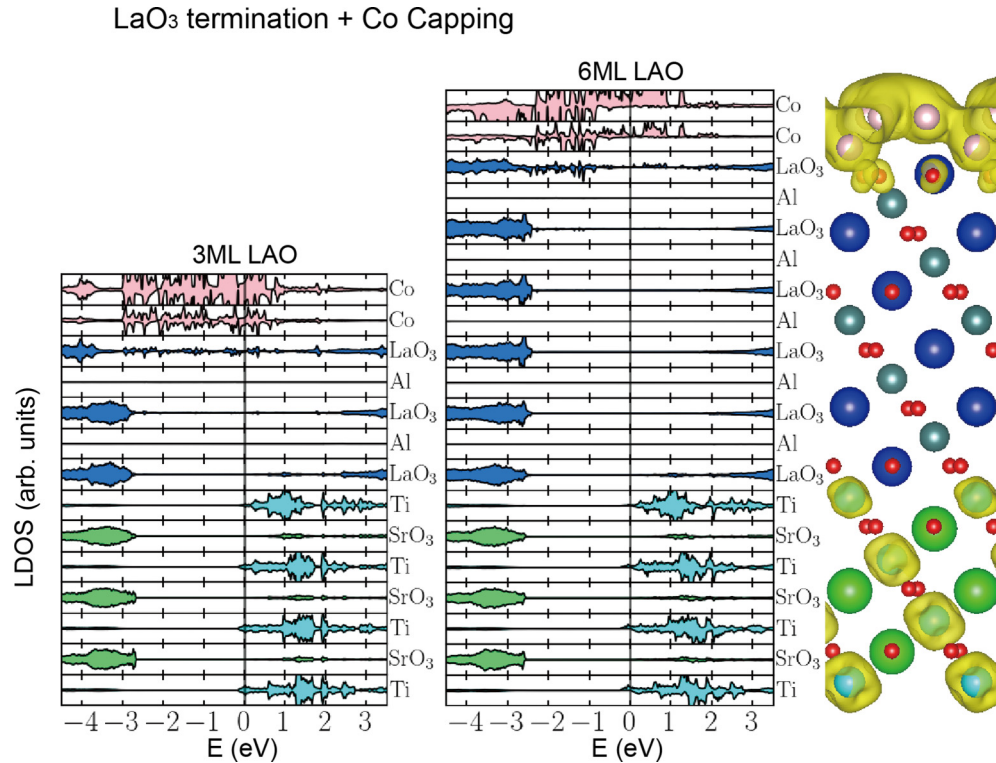 LaO₃ termination + Co Capping
6ML LAO
Co
Co
LaO₃
Al
LaO₃
Al
LaO₃
Al
LaO₃
Al
LaO₃
Al
LaO₃
Ti
SrO₃
Ti
SrO₃
Ti
SrO₃
Ti
−4 −3 −2 −1 0 1 2 3
E (eV)
3ML LAO
Co
Co
LaO₃
Al
LaO₃
Al
LaO₃
Ti
SrO₃
Ti
SrO₃
Ti
SrO₃
Ti
−4 −3 −2 −1 0 1 2 3
E (eV)
LDOS (arb. units)